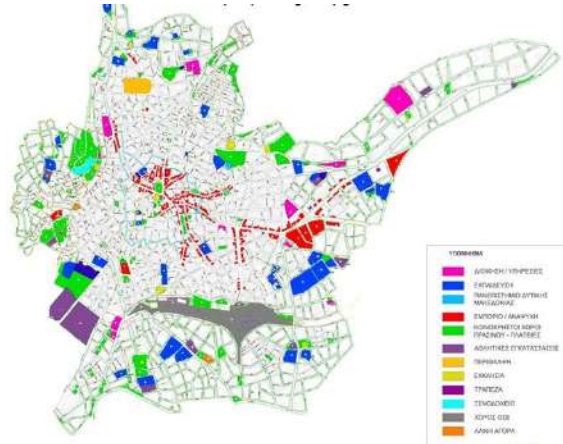 ΥΠΟΜΝΗΜΑ
ΔΙΟΙΚΗΣΗ / ΥΠΗΡΕΣΙΕΣ
ΕΚΠΑΙΔΕΥΣΗ
ΠΑΝΕΠΙΣΤΗΜΙΟ ΔΥΤΙΚΗΣ
ΜΑΚΕΔΟΝΙΑΣ
ΕΜΠΟΡΙΟ / ΑΝΑΨΥΧΗ
ΚΟΙΝΟΧΡΗΣΤΟΙ ΧΩΡΟΙ
ΠΡΑΣΙΝΟΥ - ΠΛΑΤΕΙΕΣ
ΑΘΛΗΤΙΚΕΣ ΕΓΚΑΤΑΣΤΑΣΕΙΣ
ΠΕΡΙΘΑΛΨΗ
ΕΚΚΛΗΣΙΑ
ΤΡΑΠΕΖΑ
ΞΕΝΟΔΟΧΕΙΟ
ΧΩΡΟΣ ΟΣΕ
ΛΑΙΚΗ ΑΓΟΡΑ